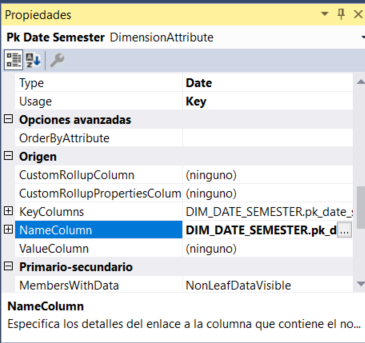 Propiedades
Pk Date Semester DimensionAttribute
Type Date
Usage Key
Opciones avanzadas
OrderByAttribute
Origen
CustomRollupColumn (ninguno)
CustomRollupPropertiesColum (ninguno)
KeyColumns DIM_DATE_SEMESTER.pk_date_s
NameColumn DIM_DATE_SEMESTER.pk_d ...
ValueColumn (ninguno)
Primario-secundario
MembersWithData NonLeafDataVisible
NameColumn
Especifica los detalles del enlace a la columna que contiene el no...